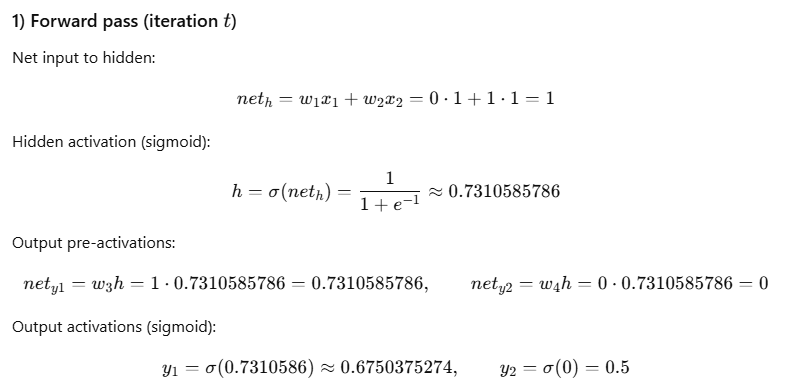 1) Forward pass (iteration t)
Net input to hidden:
net_h = w_1x_1 + w_2x_2 = 0 · 1 + 1 · 1 = 1
Hidden activation (sigmoid):
h = σ(net_h) = 1 / (1 + e^{-1}) ≈ 0.7310585786
Output pre-activations:
net_{y1} = w_3h = 1 · 0.7310585786 = 0.7310585786, net_{y2} = w_4h = 0 · 0.7310585786 = 0
Output activations (sigmoid):
y_1 = σ(0.7310586) ≈ 0.6750375274, y_2 = σ(0) = 0.5